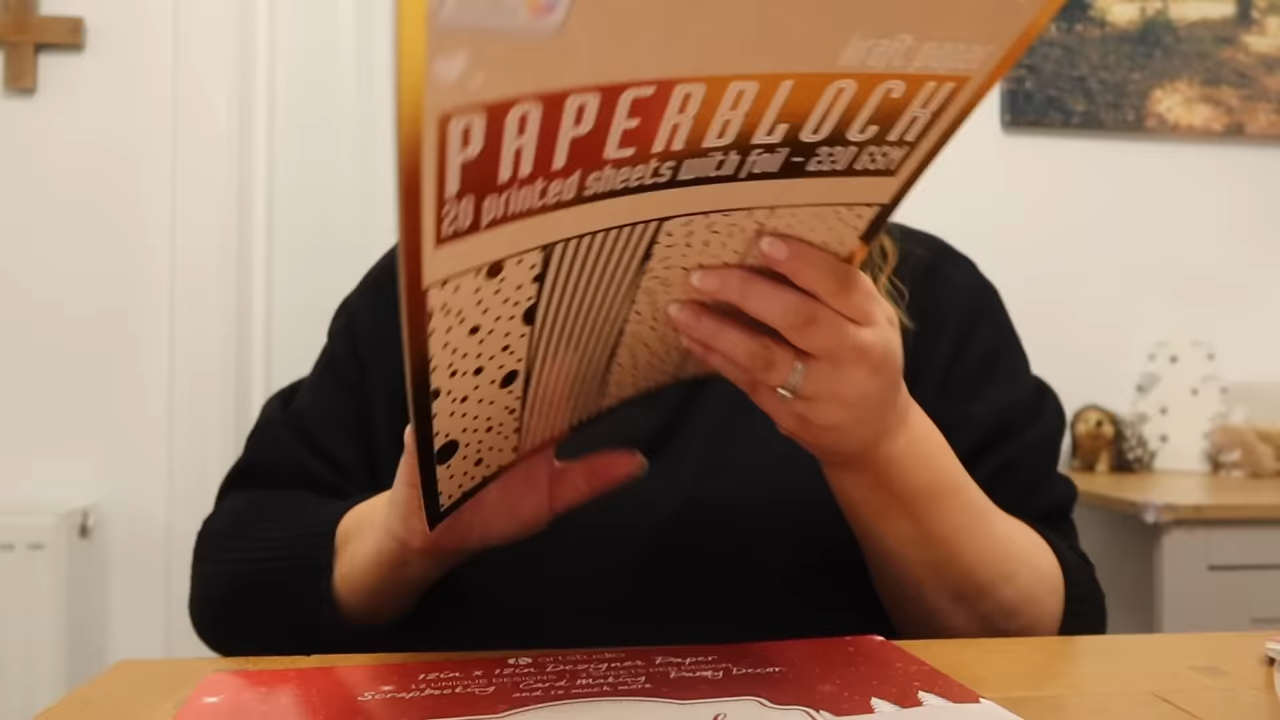 kraft paper
PAPERBLOCK
20 printed sheets with foil - 220 GSM
artstudio
12in x 12in Designer Paper
12 UNIQUE DESIGNS | 2 SHEETS PER DESIGN
Scrapbooking Card Making Party Decor
and so much more